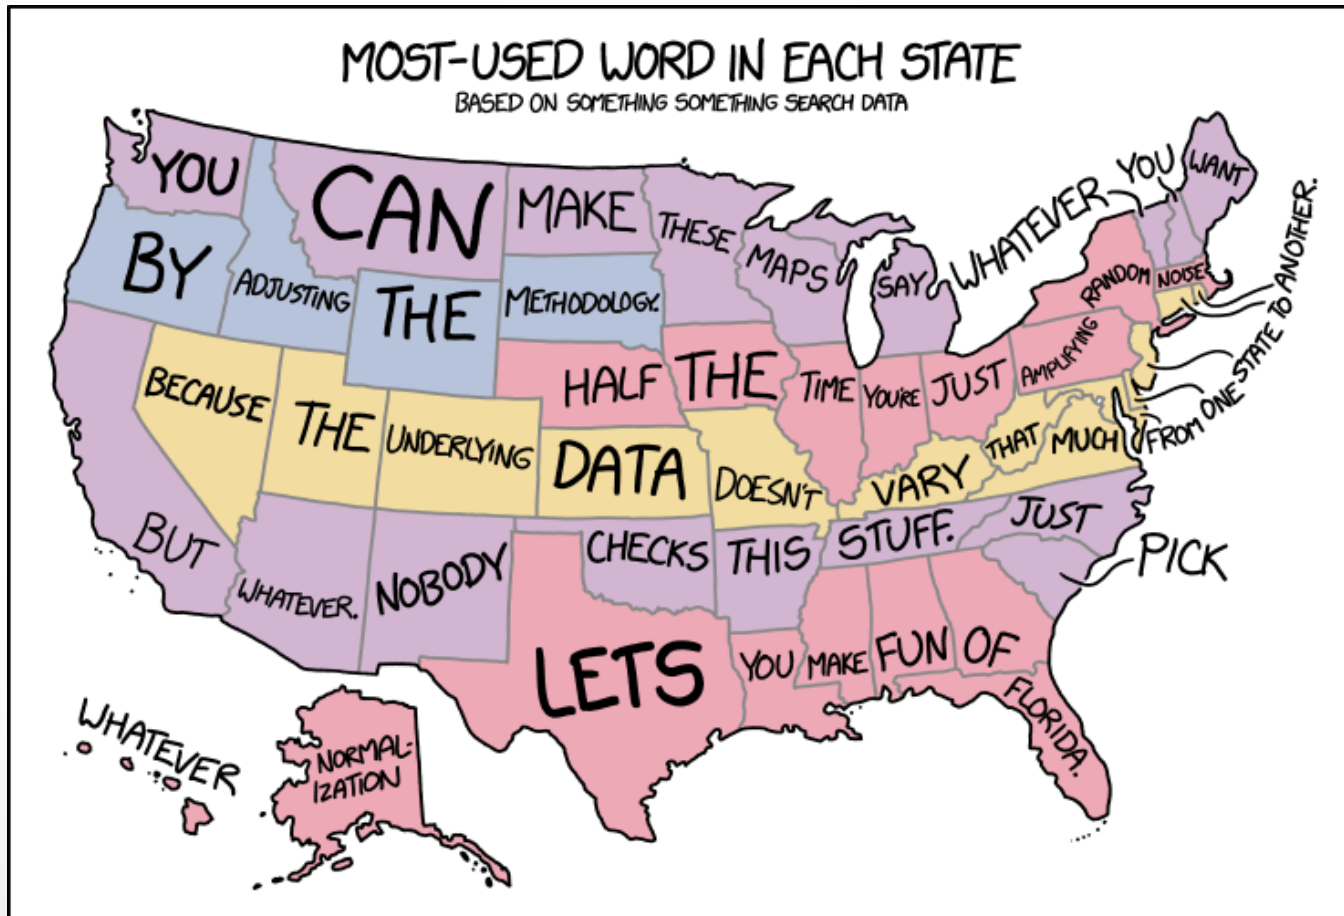 MOST-USED WORD IN EACH STATE
BASED ON SOMETHING SOMETHING SEARCH DATA
YOU CAN MAKE THESE MAPS SAY WHATEVER YOU WANT
BY ADJUSTING THE METHODOLOGY.
HALF THE TIME YOU'RE JUST AMPLIFYING RANDOM NOISE
BECAUSE THE UNDERLYING DATA DOESN'T VARY THAT MUCH FROM ONE STATE TO ANOTHER.
BUT WHATEVER. NOBODY CHECKS THIS STUFF. JUST PICK
WHATEVER
NORMAL-
IZATION
LETS YOU MAKE FUN OF FLORIDA.